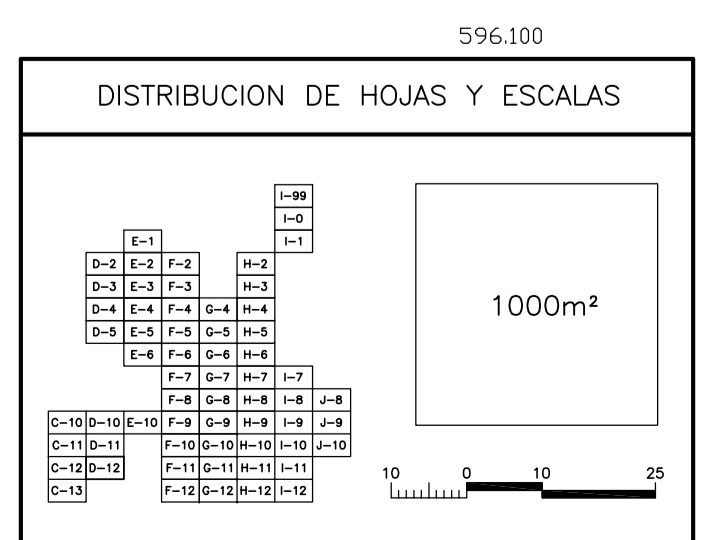 596.100
DISTRIBUCION DE HOJAS Y ESCALAS
I-99
I-0
E-1 I-1
D-2 E-2 F-2 H-2
D-3 E-3 F-3 H-3
D-4 E-4 F-4 G-4 H-4
D-5 E-5 F-5 G-5 H-5
E-6 F-6 G-6 H-6
F-7 G-7 H-7 I-7
F-8 G-8 H-8 I-8 J-8
C-10 D-10 E-10 F-9 G-9 H-9 I-9 J-9
C-11 D-11 F-10 G-10 H-10 I-10 J-10
C-12 D-12 F-11 G-11 H-11 I-11
C-13 F-12 G-12 H-12 I-12
1000m²
10 0 10 25